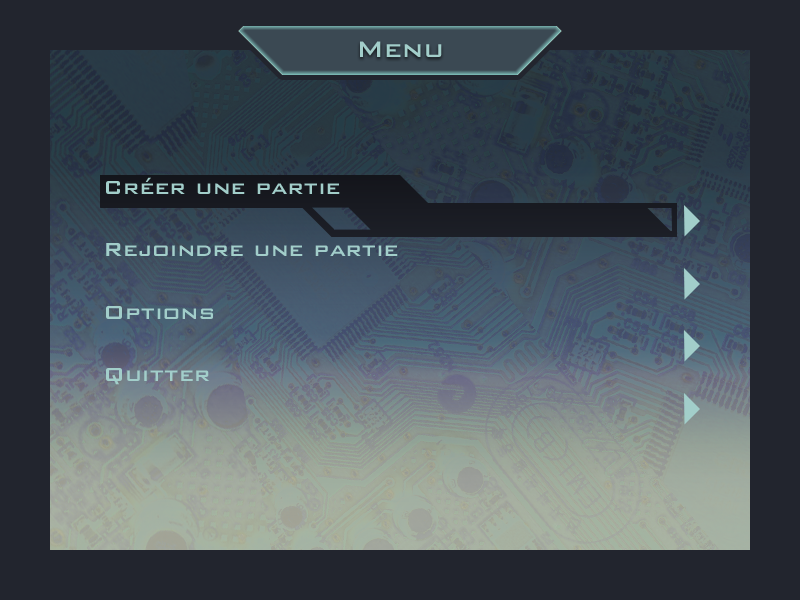 Menu
Créer une partie
Rejoindre une partie
Options
Quitter